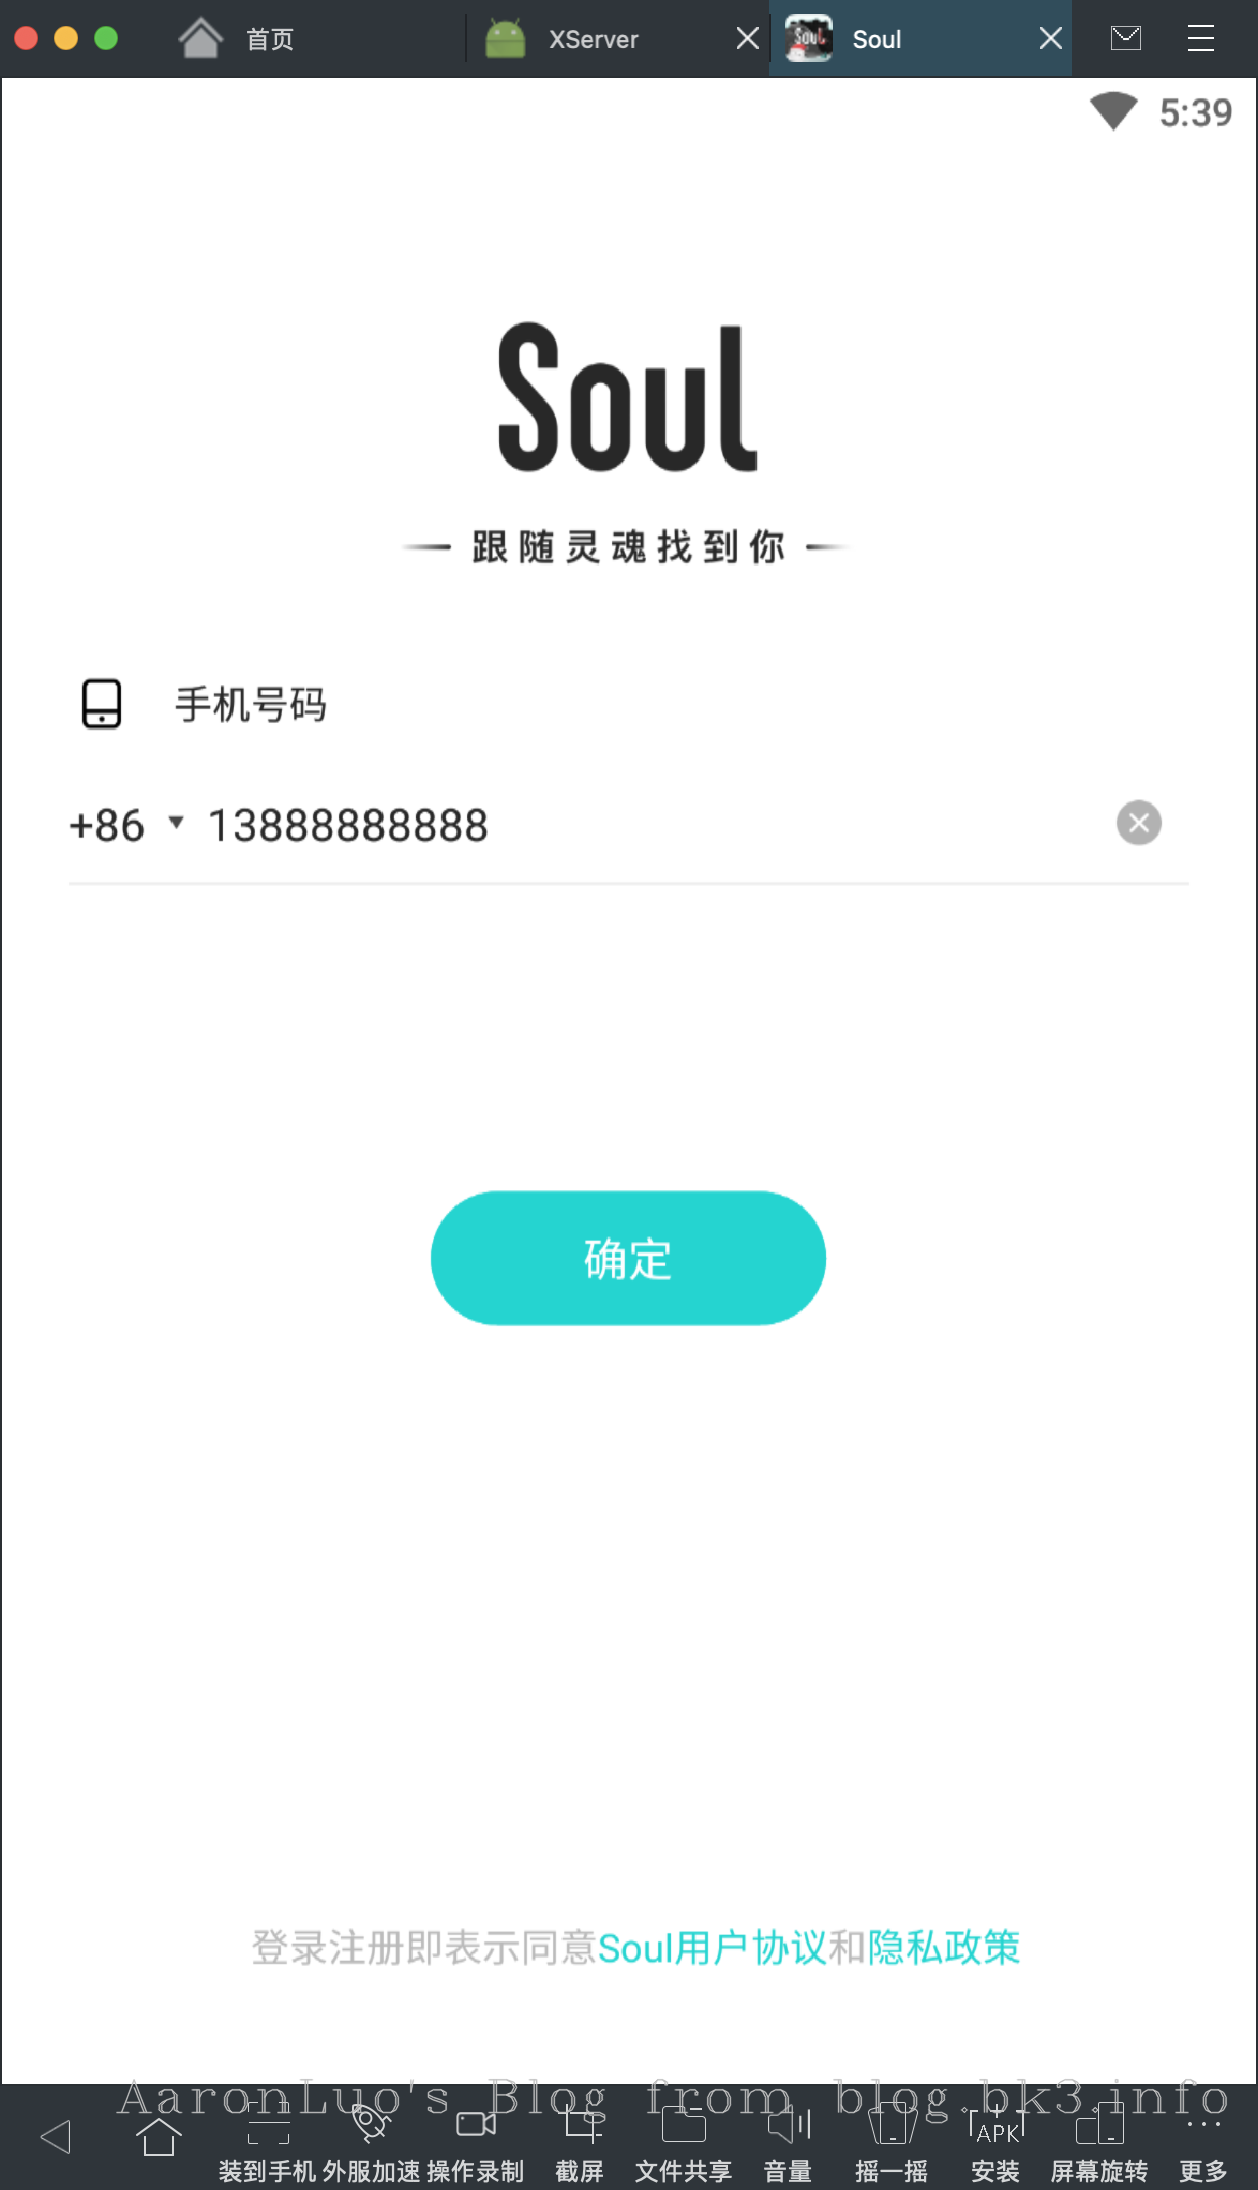 首页 XServer Soul
5:39
Soul
跟随灵魂找到你
手机号码
+86 13888888888
确定
登录注册即表示同意Soul用户协议和隐私政策
AaronLuo's Blog from blog.bk3.info
APK
装到手机 外服加速 操作录制 截屏 文件共享 音量 摇一摇 安装 屏幕旋转 更多